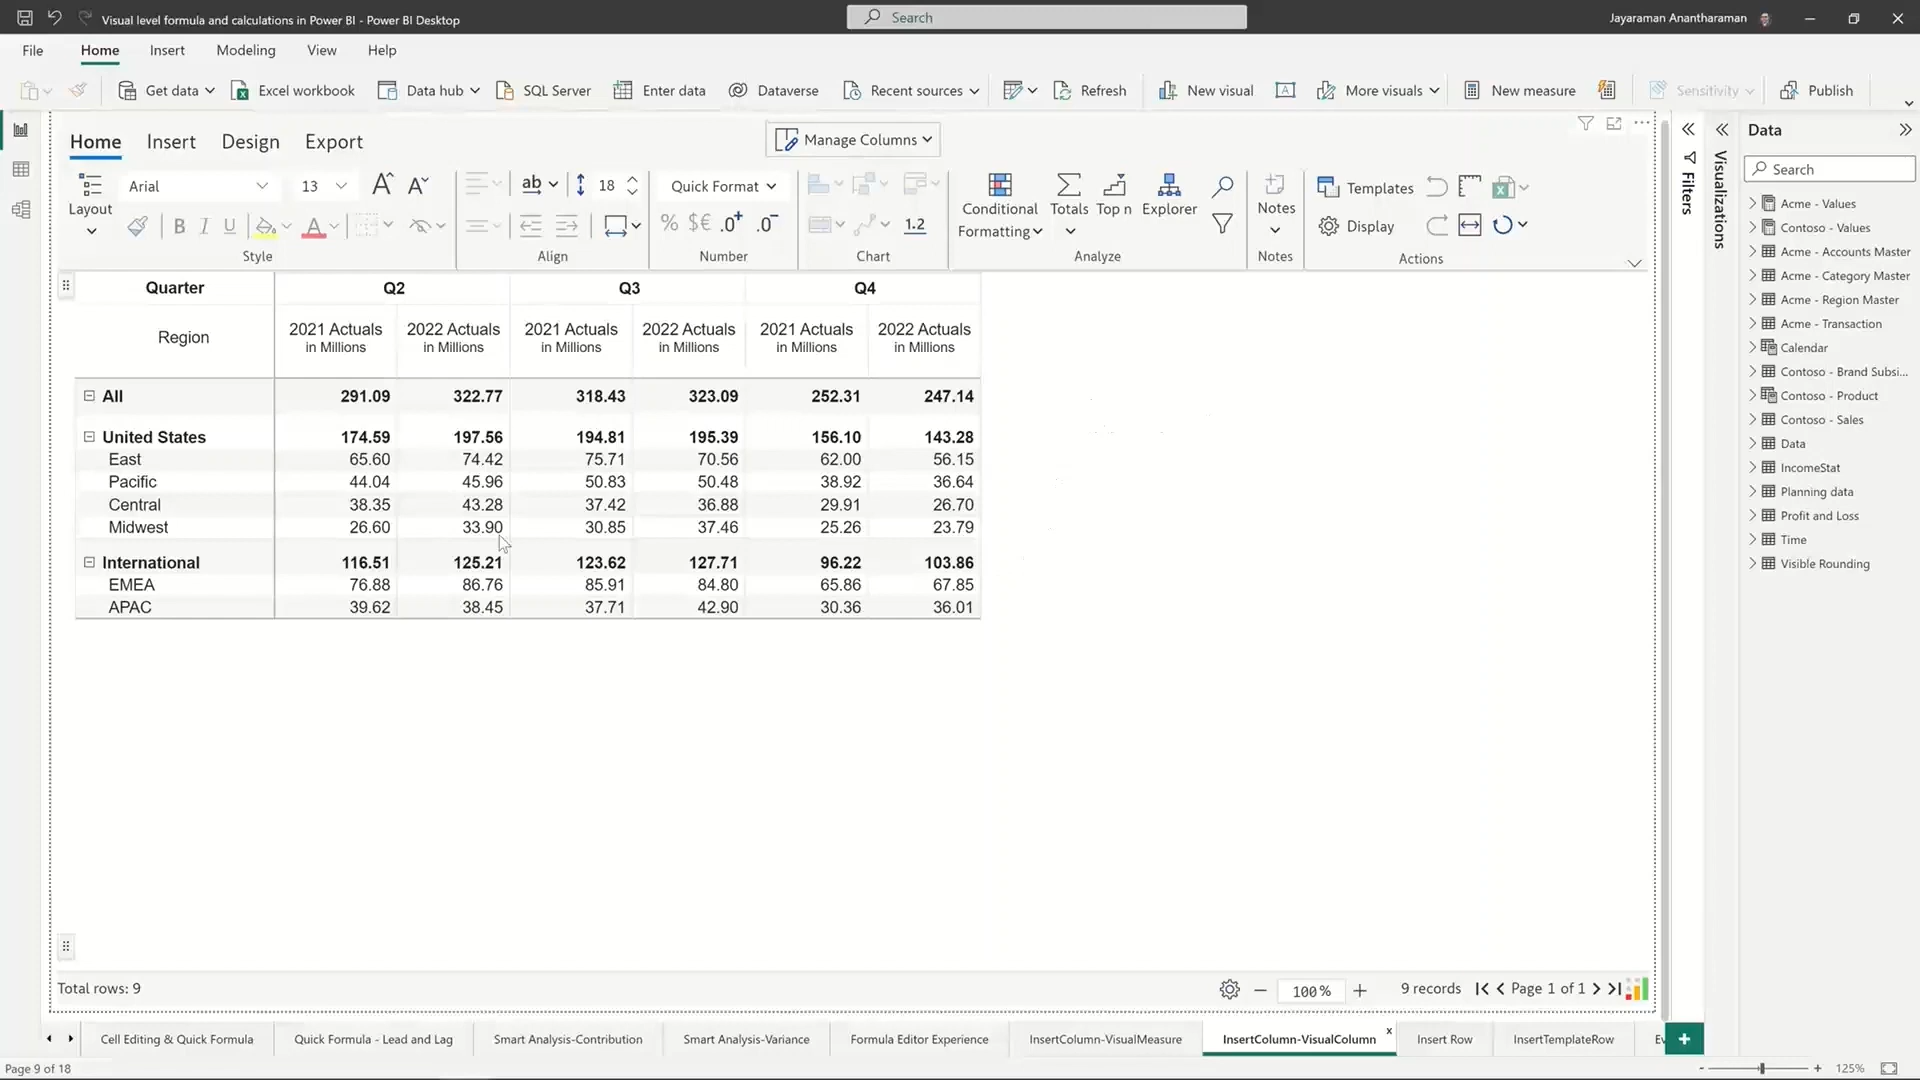 Visual level formula and calculations in Power BI - Power BI Desktop
Search
Jayaraman Anantharaman
File Home Insert Modeling View Help
Get data Excel workbook Data hub SQL Server Enter data Dataverse Recent sources Refresh New visual More visuals New measure Sensitivity Publish
Home Insert Design Export
Manage Columns
Layout
Arial 13
B I U A
Style
ab 18
Align
Quick Format
% $€ .0 .0
Number
1.2
Chart
Conditional Formatting
Totals
Top n
Explorer
Analyze
Notes
Notes
Templates
Display
Actions
Quarter Q2 Q3 Q4
Region 2021 Actuals in Millions 2022 Actuals in Millions 2021 Actuals in Millions 2022 Actuals in Millions 2021 Actuals in Millions 2022 Actuals in Millions
All 291.09 322.77 318.43 323.09 252.31 247.14
United States 174.59 197.56 194.81 195.39 156.10 143.28
East 65.60 74.42 75.71 70.56 62.00 56.15
Pacific 44.04 45.96 50.83 50.48 38.92 36.64
Central 38.35 43.28 37.42 36.88 29.91 26.70
Midwest 26.60 33.90 30.85 37.46 25.26 23.79
International 116.51 125.21 123.62 127.71 96.22 103.86
EMEA 76.88 86.76 85.91 84.80 65.86 67.85
APAC 39.62 38.45 37.71 42.90 30.36 36.01
Filters
Visualizations
Data
Search
Acme - Values
Contoso - Values
Acme - Accounts Master
Acme - Category Master
Acme - Region Master
Acme - Transaction
Calendar
Contoso - Brand Subsi...
Contoso - Product
Contoso - Sales
Data
IncomeStat
Planning data
Profit and Loss
Time
Visible Rounding
Total rows: 9
100 %
9 records
Page 1 of 1
Cell Editing & Quick Formula Quick Formula - Lead and Lag Smart Analysis-Contribution Smart Analysis-Variance Formula Editor Experience InsertColumn-VisualMeasure InsertColumn-VisualColumn x Insert Row InsertTemplateRow
Page 9 of 18
125%